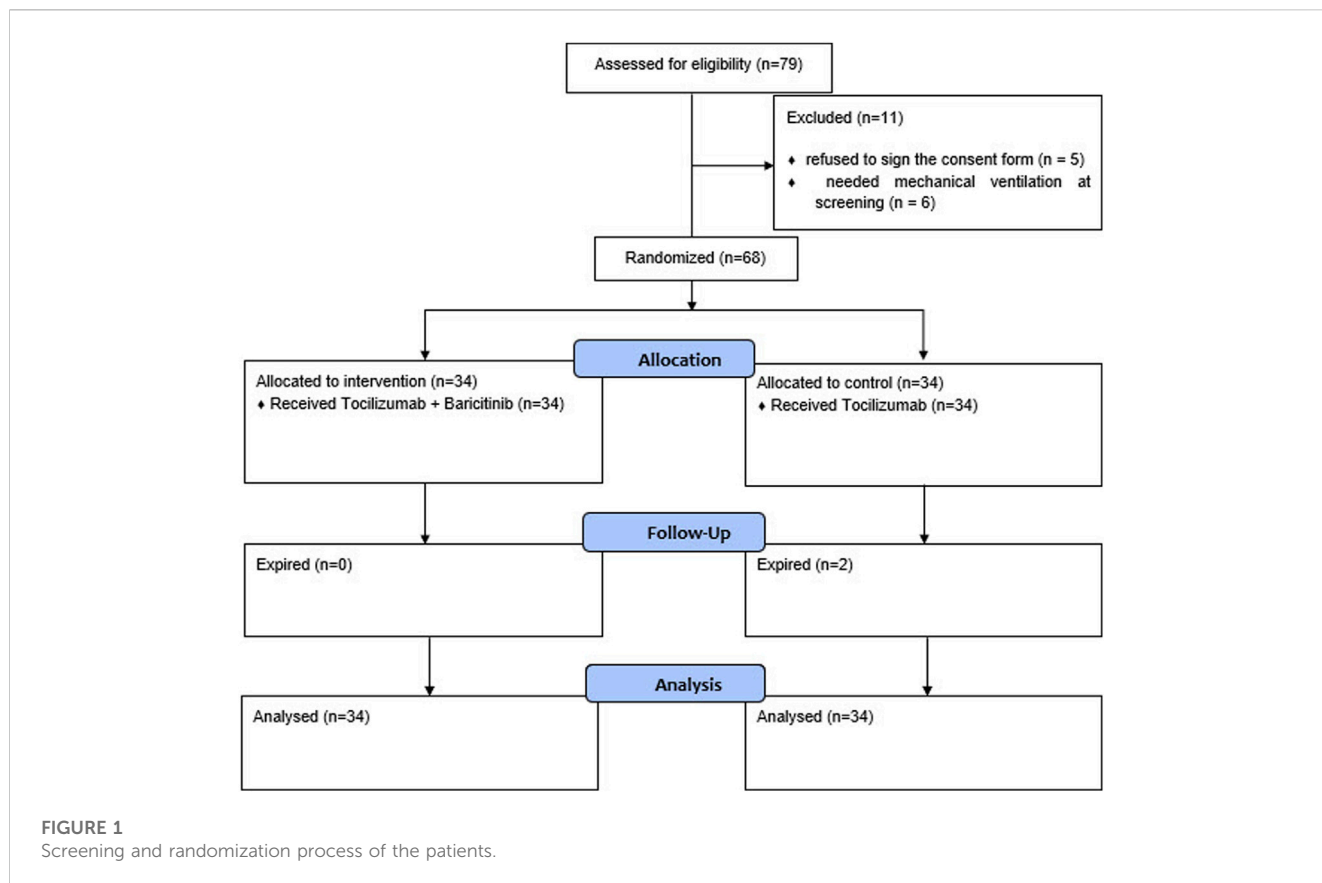 Assessed for eligibility (n=79)
Excluded (n=11)
♦ refused to sign the consent form (n = 5)
♦ needed mechanical ventilation at
screening (n = 6)
Randomized (n=68)
Allocation
Allocated to intervention (n=34)
♦ Received Tocilizumab + Baricitinib (n=34)
Allocated to control (n=34)
♦ Received Tocilizumab (n=34)
Follow-Up
Expired (n=0)
Expired (n=2)
Analysis
Analysed (n=34)
Analysed (n=34)
FIGURE 1
Screening and randomization process of the patients.